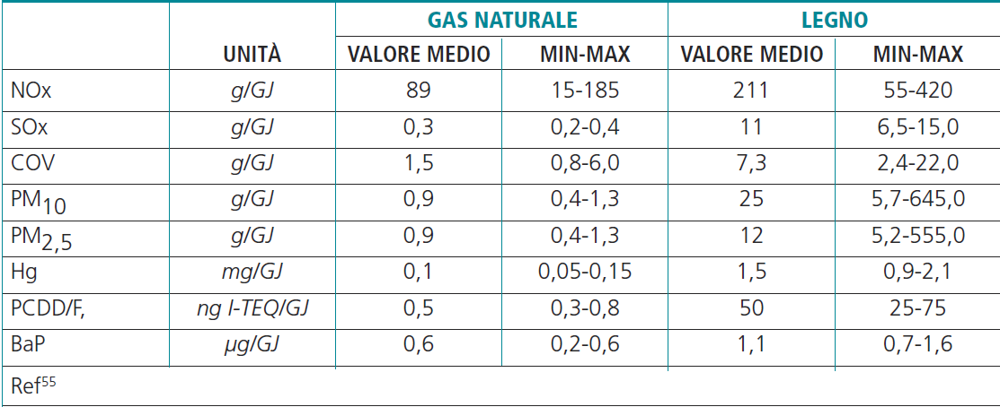 GAS NATURALE LEGNO
UNITÀ VALORE MEDIO MIN-MAX VALORE MEDIO MIN-MAX
NOx g/GJ 89 15-185 211 55-420
SOx g/GJ 0,3 0,2-0,4 11 6,5-15,0
COV g/GJ 1,5 0,8-6,0 7,3 2,4-22,0
PM10 g/GJ 0,9 0,4-1,3 25 5,7-645,0
PM2,5 g/GJ 0,9 0,4-1,3 12 5,2-555,0
Hg mg/GJ 0,1 0,05-0,15 1,5 0,9-2,1
PCDD/F, ng I-TEQ/GJ 0,5 0,3-0,8 50 25-75
BaP µg/GJ 0,6 0,2-0,6 1,1 0,7-1,6
Ref55